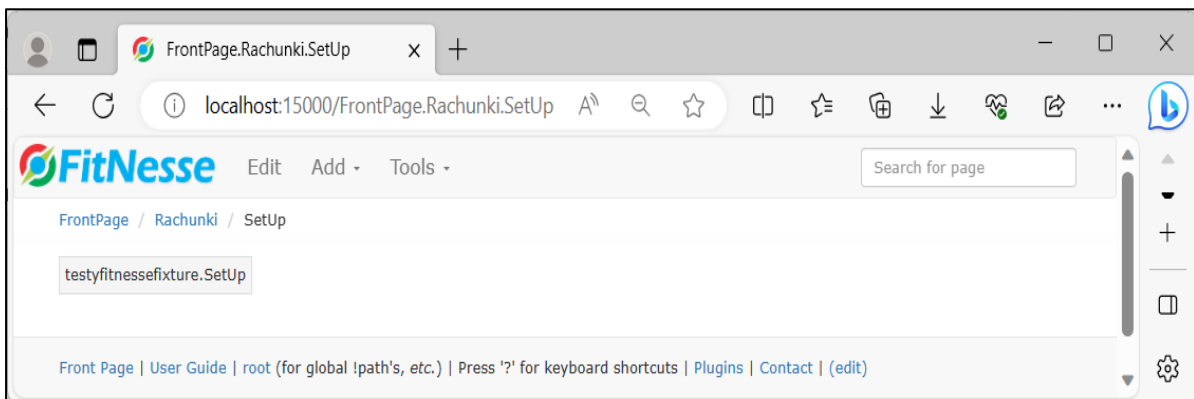 FrontPage.Rachunki.SetUp
localhost:15000/FrontPage.Rachunki.SetUp
FitNesse Edit Add Tools Search for page
FrontPage / Rachunki / SetUp
testyfitnessefixture.SetUp
Front Page | User Guide | root (for global !path's, etc.) | Press '?' for keyboard shortcuts | Plugins | Contact | (edit)